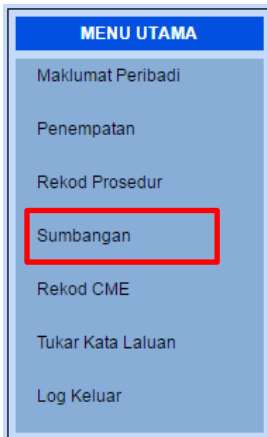 MENU UTAMA
Maklumat Peribadi
Penempatan
Rekod Prosedur
Sumbangan
Rekod CME
Tukar Kata Laluan
Log Keluar